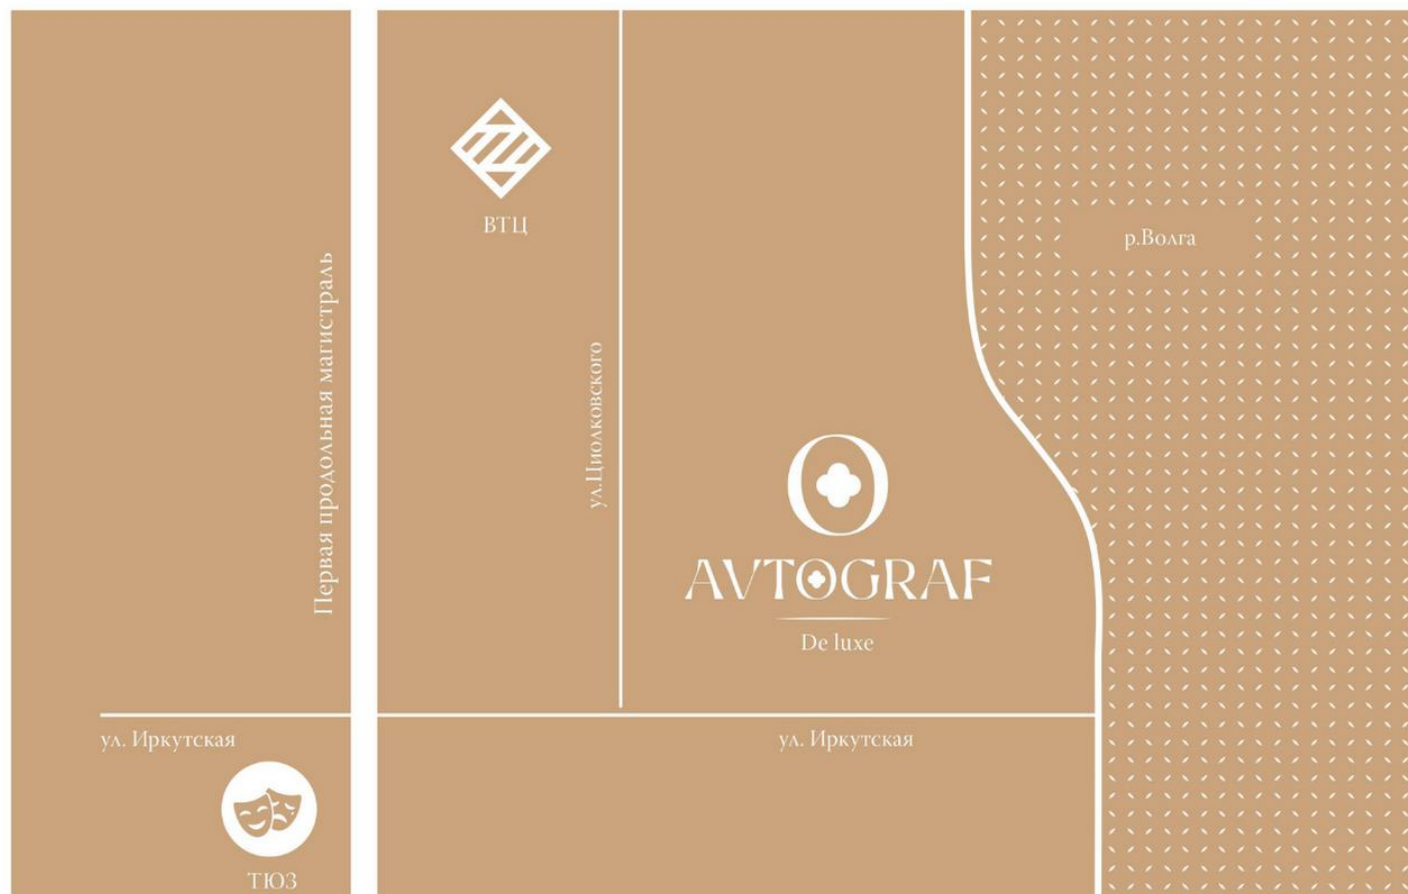 ВТЦ
р.Волга
Первая продольная магистраль
ул.Циолковского
AVTOGRAF
De luxe
ул. Иркутская
ул. Иркутская
ТЮЗ